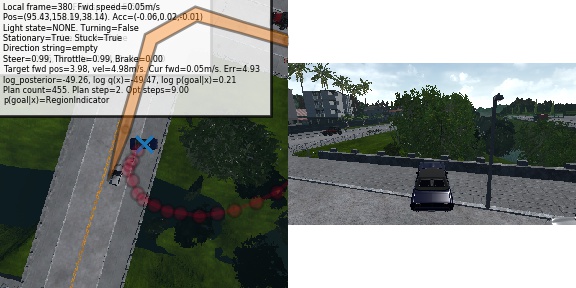 Local frame=380. Fwd speed=0.05m/s
Pos=(95.43,158.19,38.14). Acc=(-0.06,0.02,-0.01)
Light state=NONE. Turning=False
Stationary=True. Stuck=True
Direction string=empty
Steer=0.99, Throttle=0.99, Brake=0.00
Target fwd pos=3.98, vel=4.98m/s. Cur fwd=0.05m/s. Err=4.93
log_posterior=-49.26, log q(x)=-49.47, log p(goal|x)=0.21
Plan count=455. Plan step=2. Opt steps=9.00
p(goal|x)=RegionIndicator